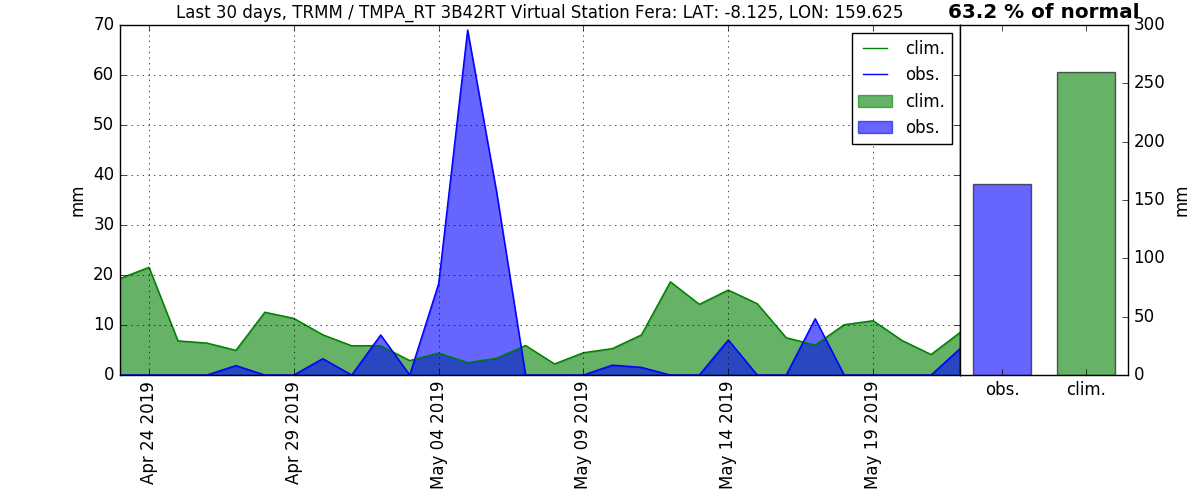 Last 30 days, TRMM / TMPA_RT 3B42RT Virtual Station Fera: LAT: -8.125, LON: 159.625
63.2 % of normal
70
60
50
40
30
20
10
0
mm
clim.
obs.
clim.
obs.
Apr 24 2019
Apr 29 2019
May 04 2019
May 09 2019
May 14 2019
May 19 2019
300
250
200
150
100
50
0
mm
obs.
clim.